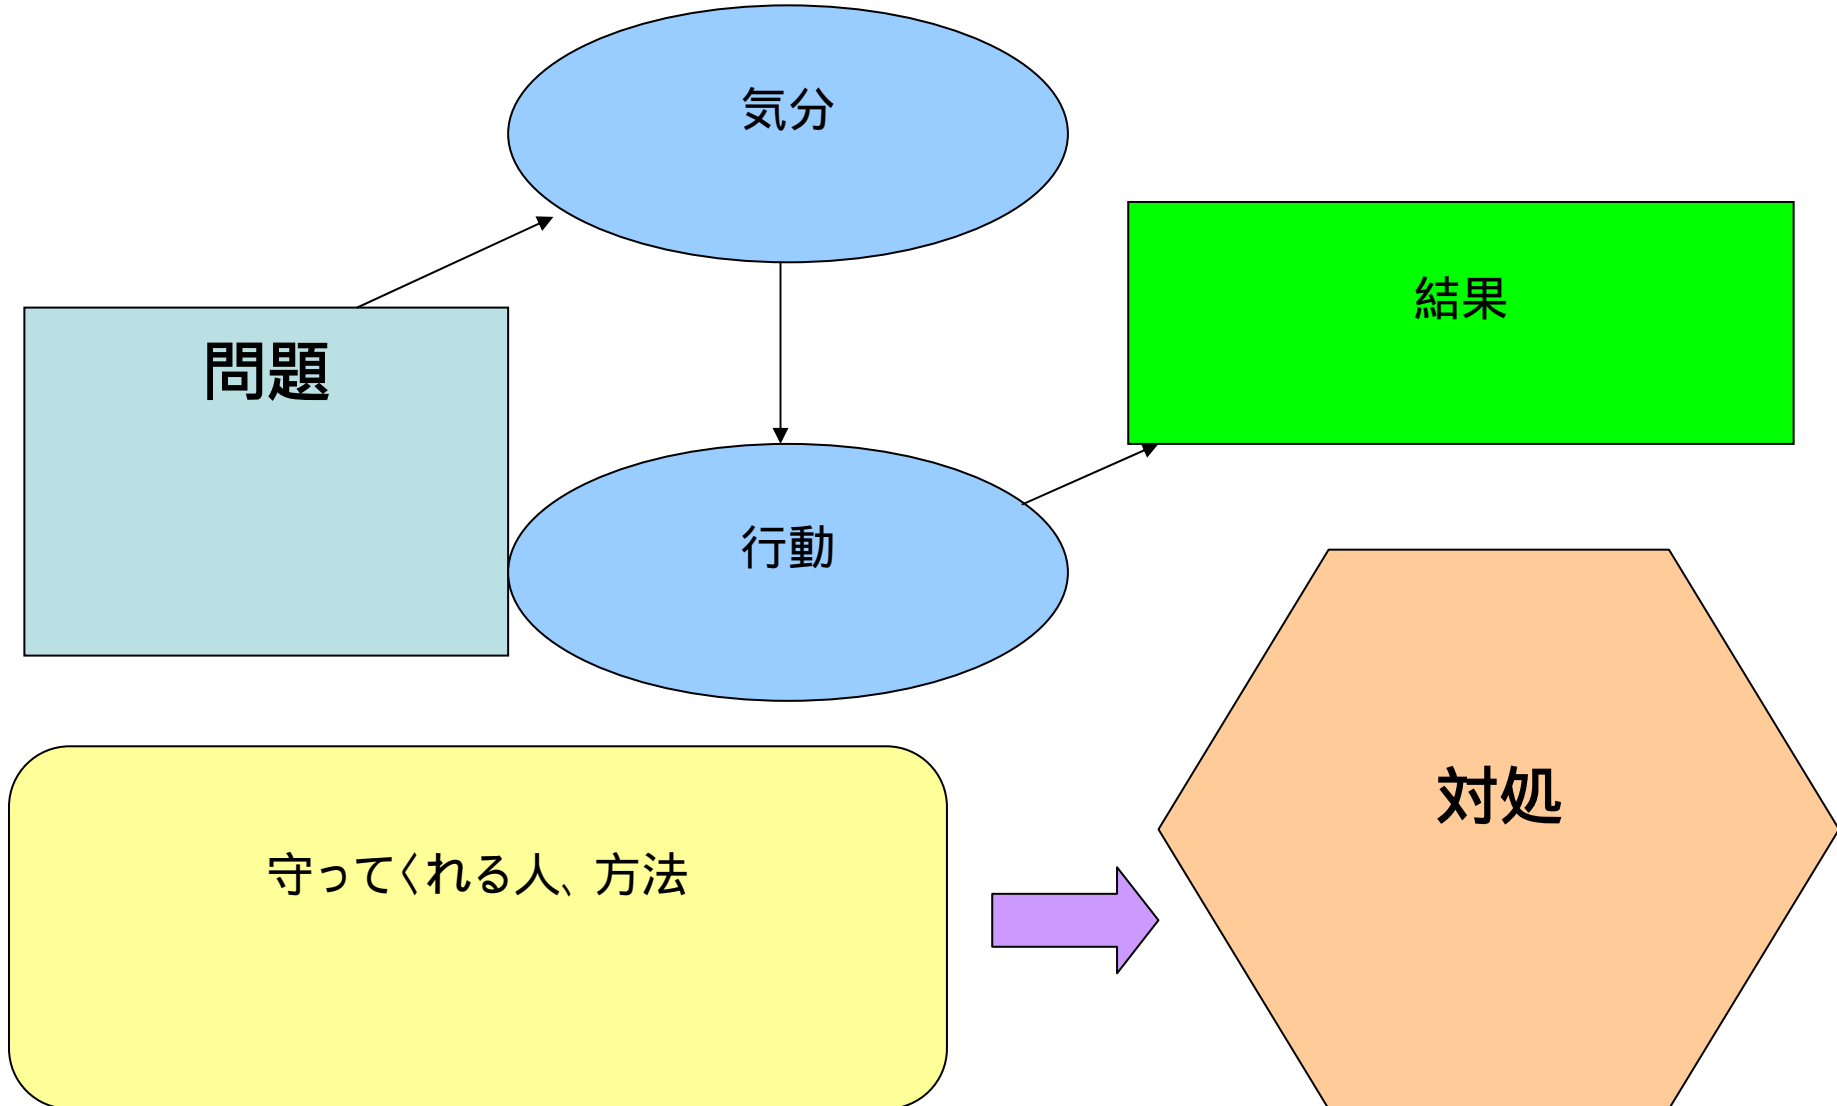 気分
結果
問題
行動
対処
守ってくれる人、方法